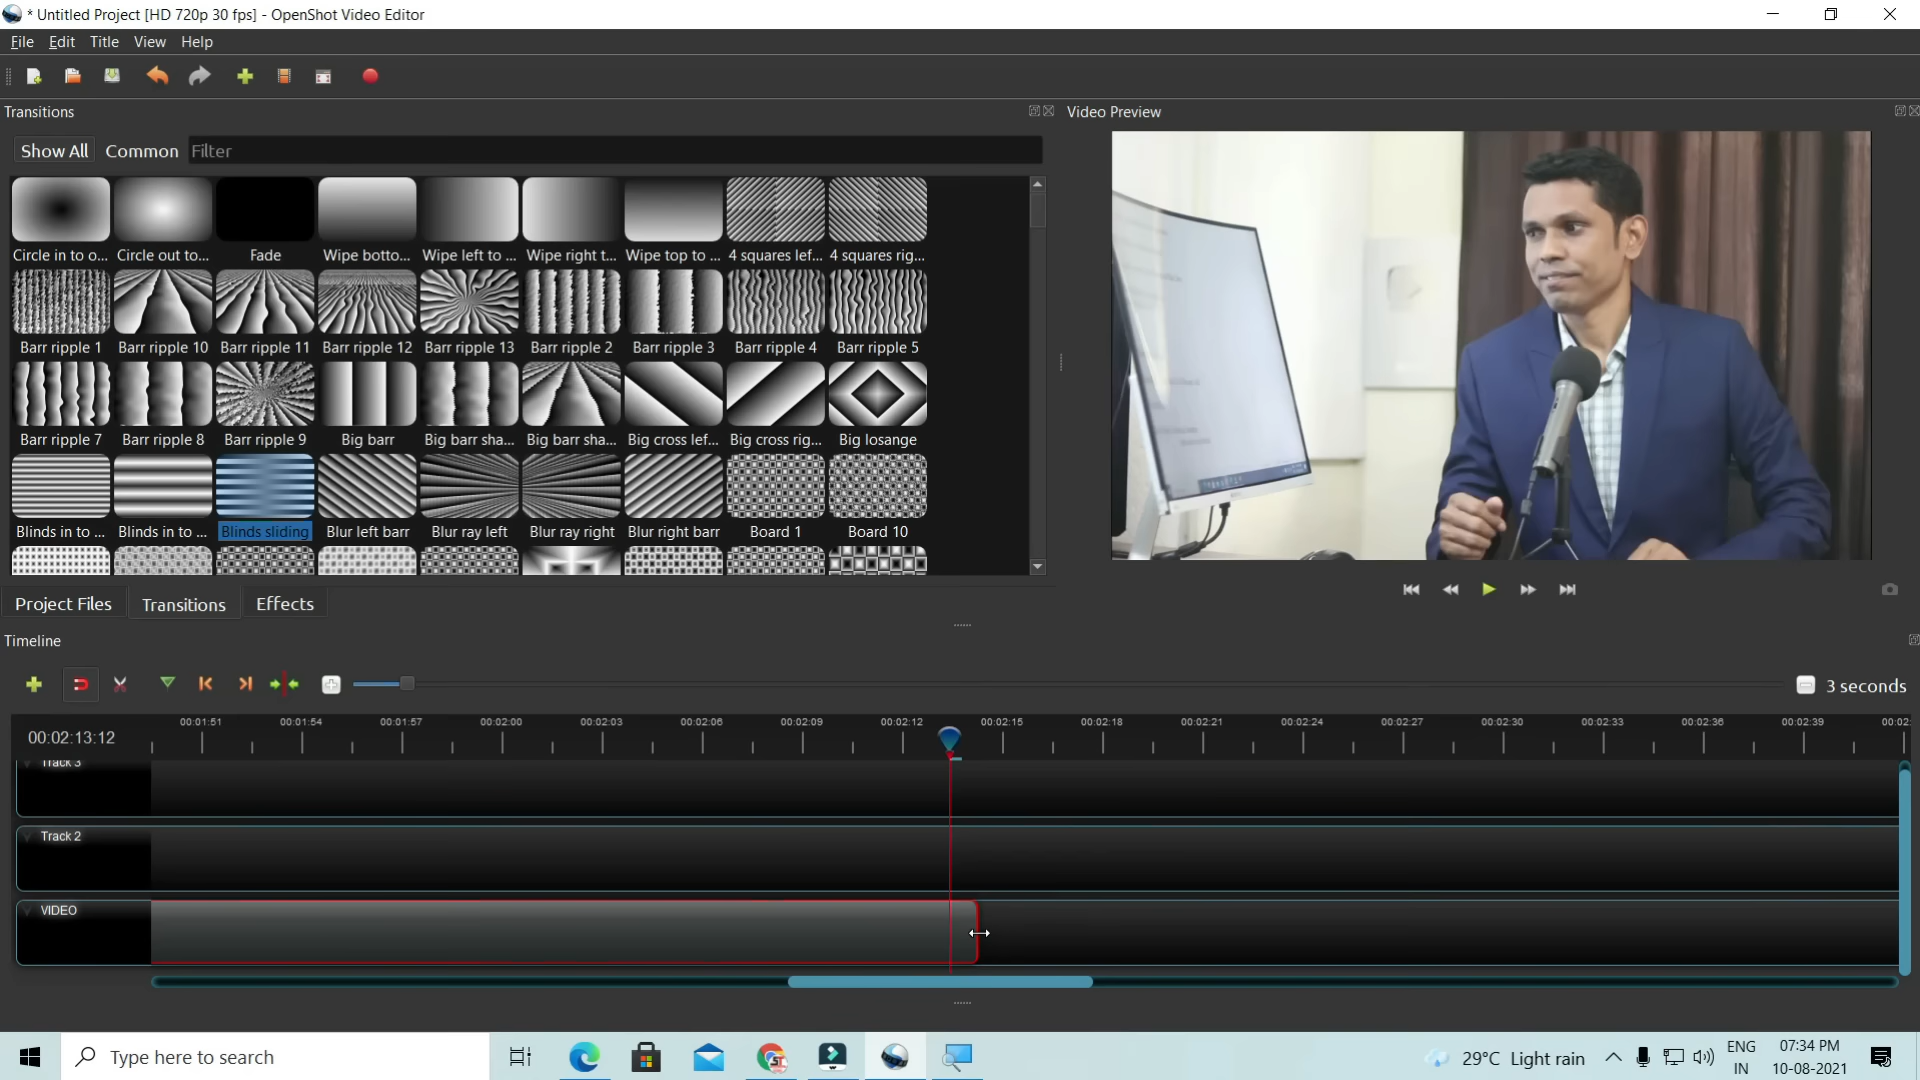 * Untitled Project [HD 720p 30 fps] - OpenShot Video Editor
File Edit Title View Help
Transitions
Video Preview
Show All Common Filter
Circle in to o... Circle out to... Fade Wipe botto... Wipe left to ... Wipe right t... Wipe top to ... 4 squares lef... 4 squares rig...
Barr ripple 1 Barr ripple 10 Barr ripple 11 Barr ripple 12 Barr ripple 13 Barr ripple 2 Barr ripple 3 Barr ripple 4 Barr ripple 5
Barr ripple 7 Barr ripple 8 Barr ripple 9 Big barr Big barr sha... Big barr sha... Big cross lef... Big cross rig... Big losange
Blinds in to ... Blinds in to ... Blinds sliding Blur left barr Blur ray left Blur ray right Blur right barr Board 1 Board 10
Project Files Transitions Effects
Timeline
3 seconds
00:02:13:12
00:01:51 00:01:54 00:01:57 00:02:00 00:02:03 00:02:06 00:02:09 00:02:12 00:02:15 00:02:18 00:02:21 00:02:24 00:02:27 00:02:30 00:02:33 00:02:36 00:02:39 00:02:
Track 3
Track 2
VIDEO
Type here to search
29°C Light rain
ENG
IN
07:34 PM
10-08-2021